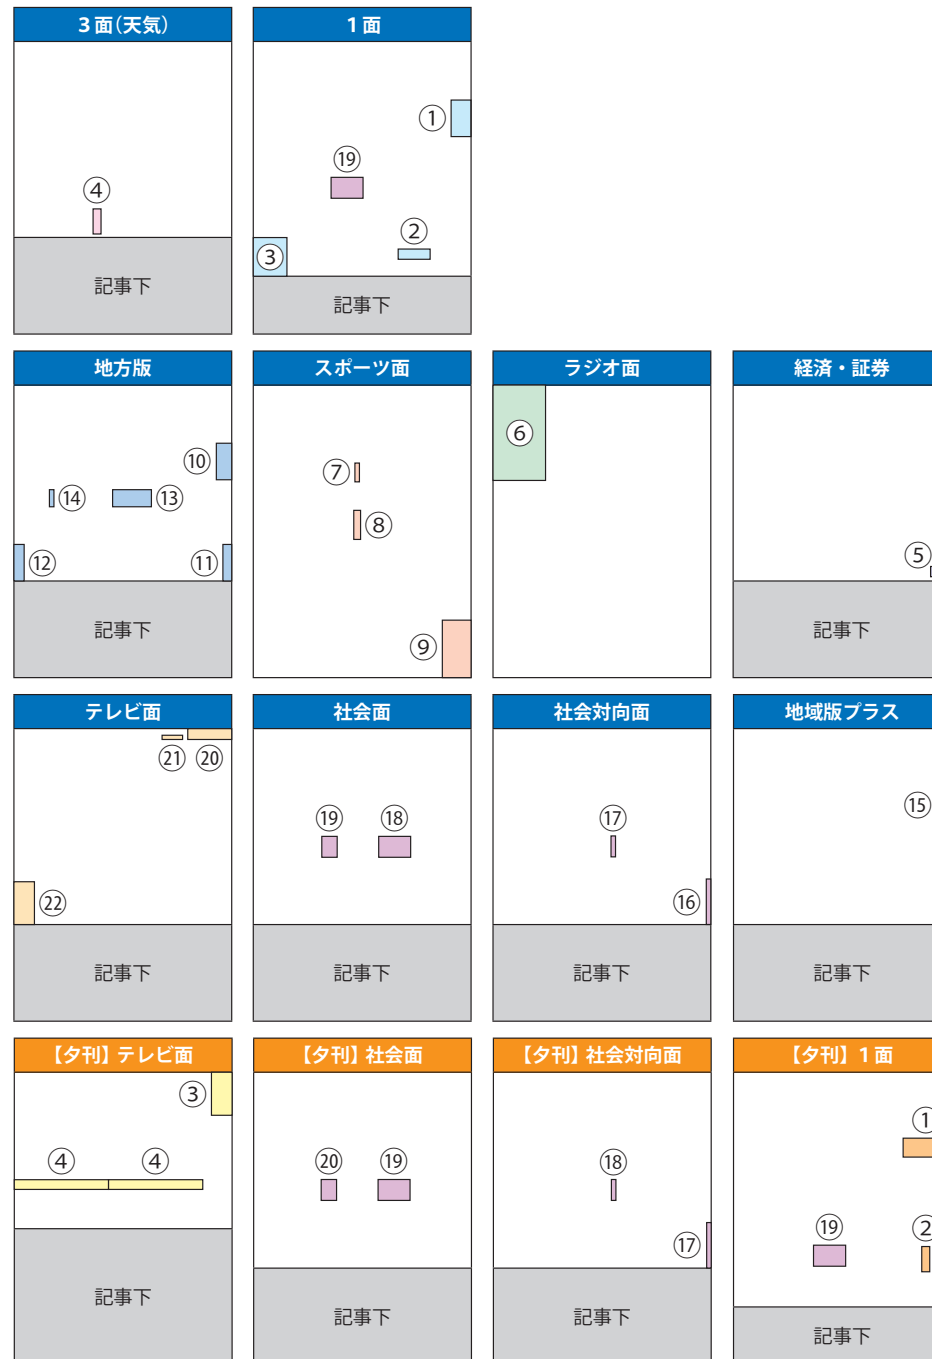 3面(天気)
④
記事下
1面
①
⑲
②
③
記事下
地方版
⑩
⑭
⑬
⑫
⑪
記事下
スポーツ面
⑦
⑧
⑨
ラジオ面
⑥
経済・証券
⑤
記事下
テレビ面
㉑
⑳
㉒
記事下
社会面
⑲
⑱
記事下
社会対向面
⑰
⑯
記事下
地域版プラス
⑮
記事下
【夕刊】テレビ面
③
④
④
記事下
【夕刊】社会面
⑳
⑲
記事下
【夕刊】社会対向面
⑱
⑰
記事下
【夕刊】1面
①
⑲
②
記事下